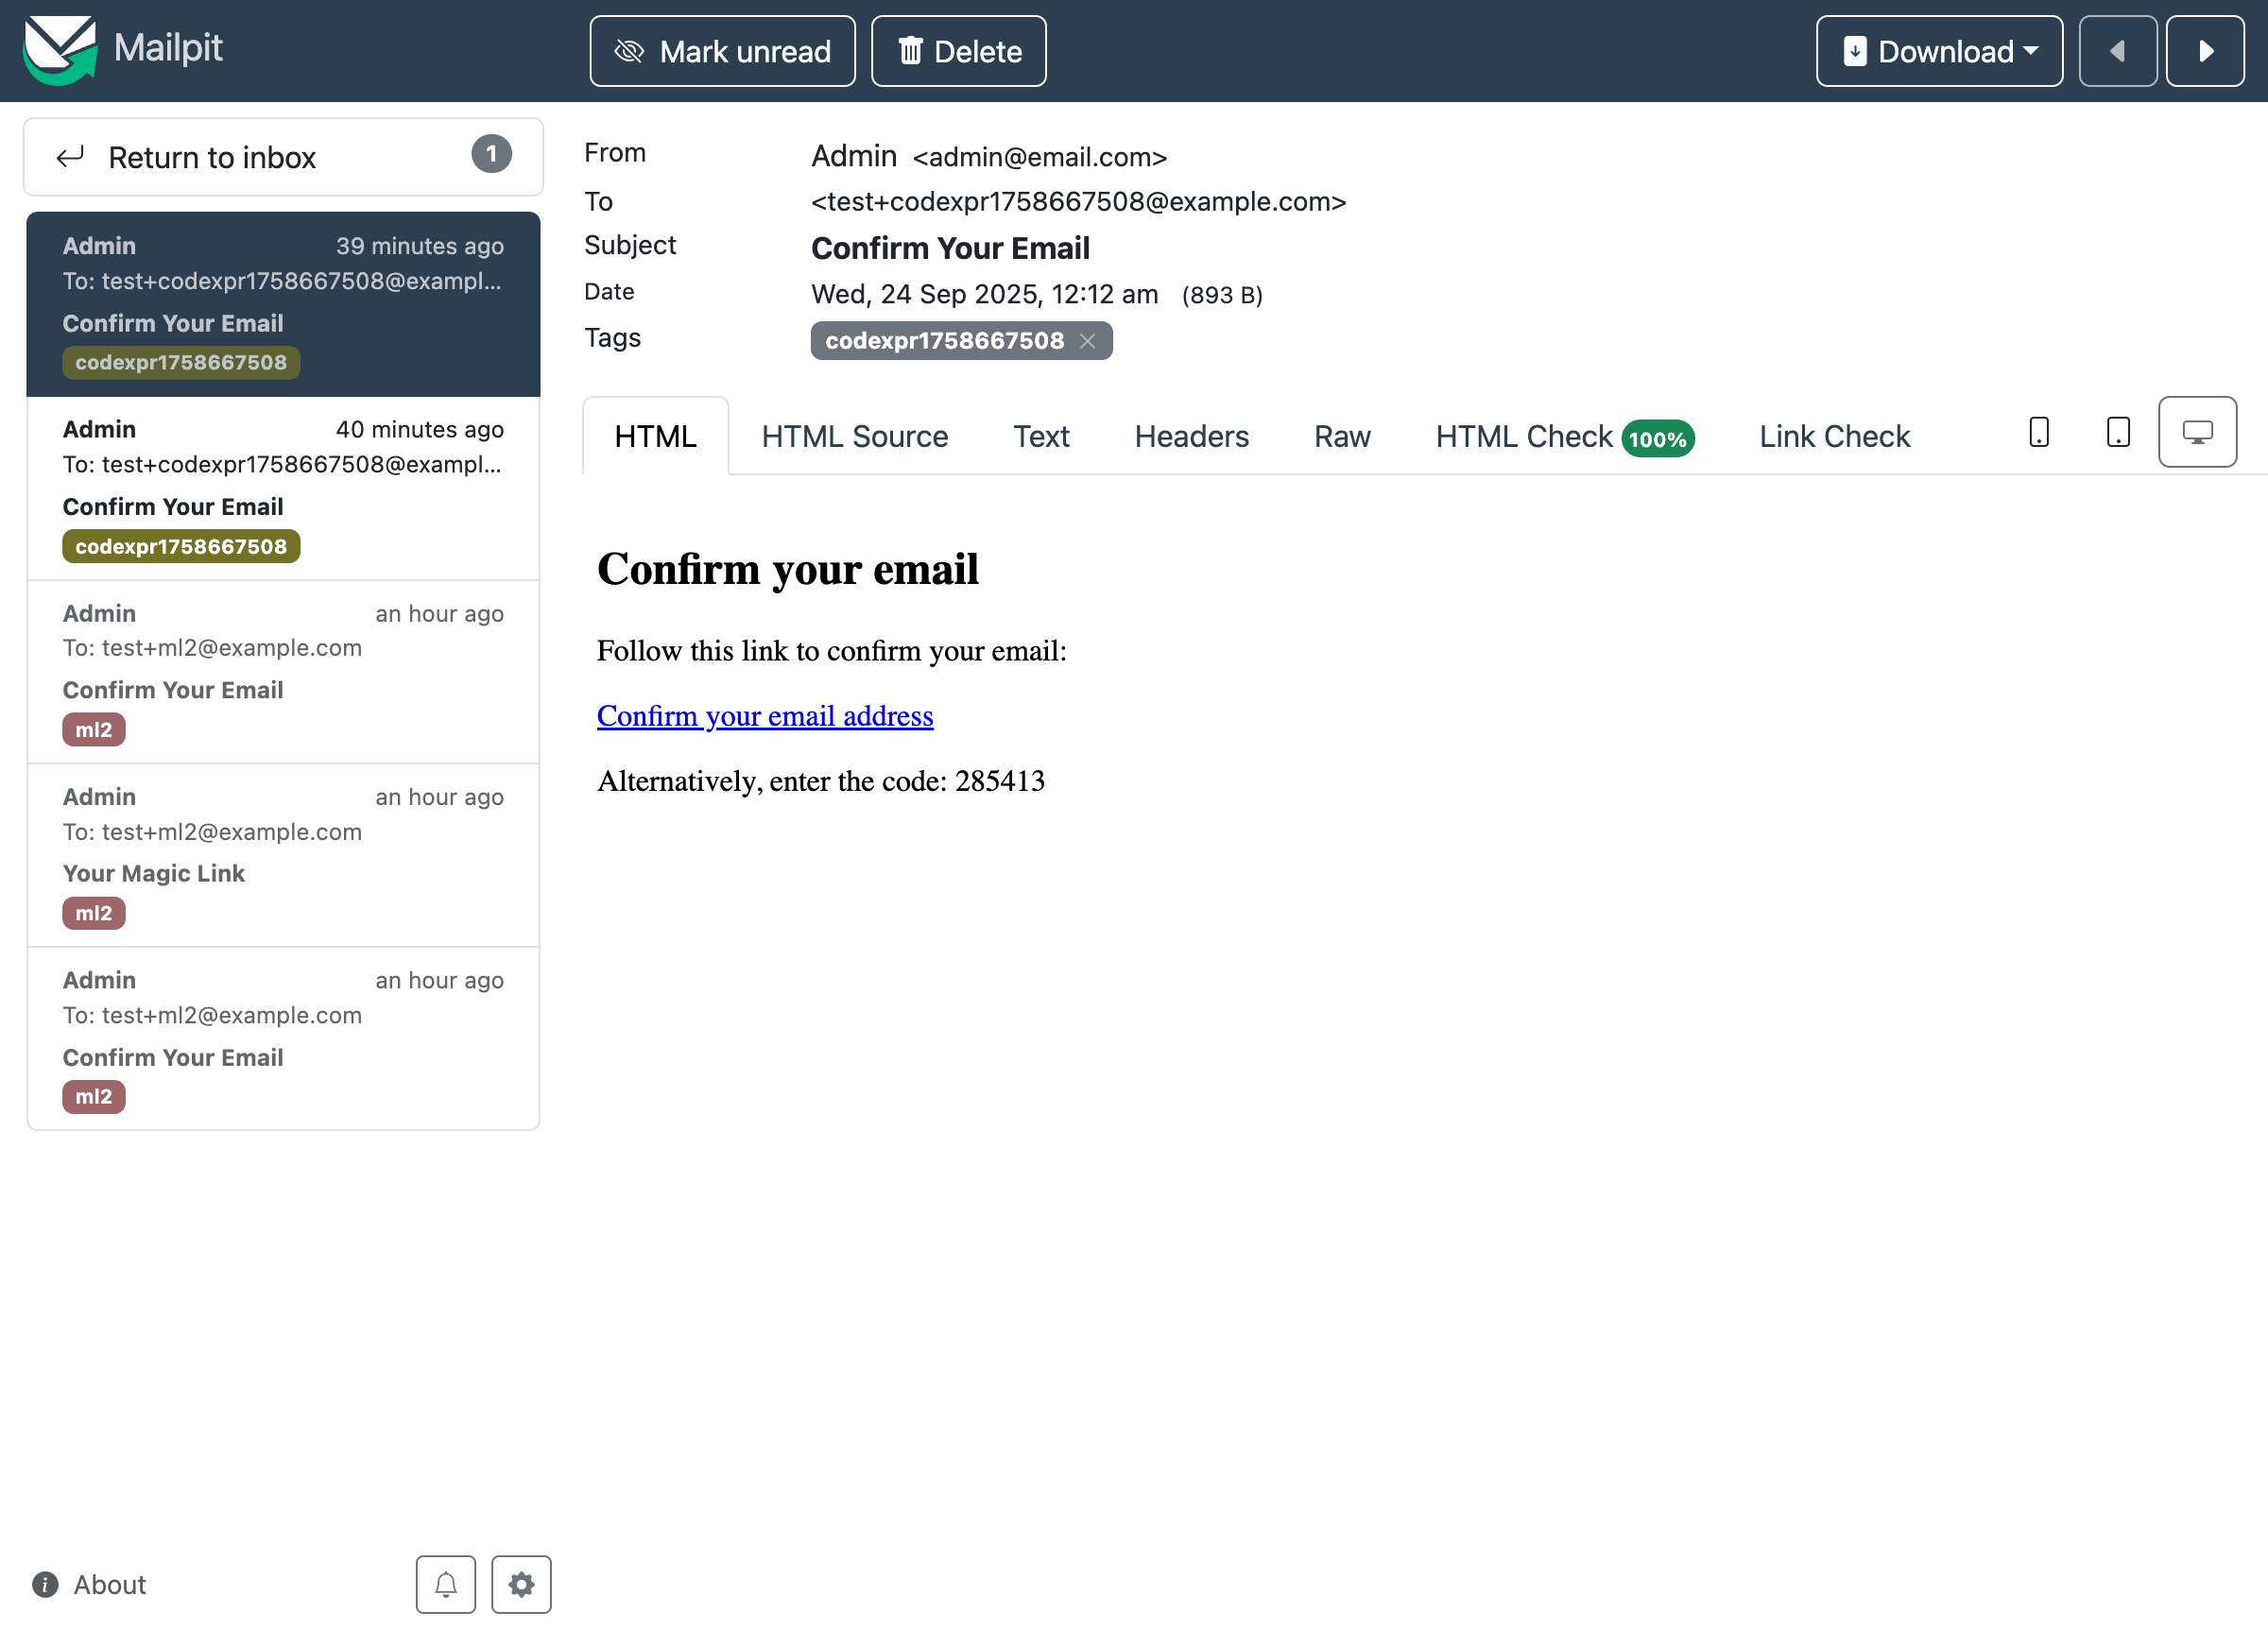 Mailpit
Mark unread
Delete
Download
Return to inbox 1
Admin 39 minutes ago
To: test+codexpr1758667508@exampl...
Confirm Your Email
codexpr1758667508
Admin 40 minutes ago
To: test+codexpr1758667508@exampl...
Confirm Your Email
codexpr1758667508
Admin an hour ago
To: test+ml2@example.com
Confirm Your Email
ml2
Admin an hour ago
To: test+ml2@example.com
Your Magic Link
ml2
Admin an hour ago
To: test+ml2@example.com
Confirm Your Email
ml2
About
From Admin <admin@email.com>
To <test+codexpr1758667508@example.com>
Subject Confirm Your Email
Date Wed, 24 Sep 2025, 12:12 am (893 B)
Tags codexpr1758667508
HTML HTML Source Text Headers Raw HTML Check 100% Link Check
Confirm your email
Follow this link to confirm your email:
Confirm your email address
Alternatively, enter the code: 285413